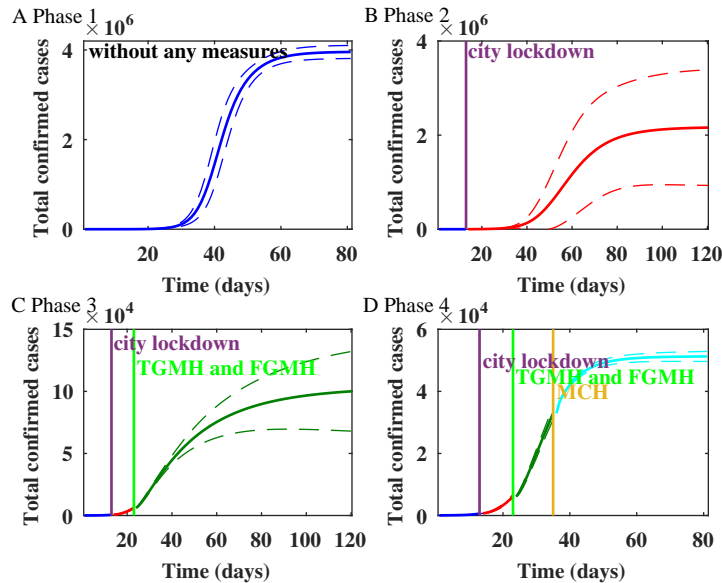 A Phase 1
× 10^6
without any measures
Total confirmed cases
4
2
0
20 40 60 80
Time (days)
B Phase 2
× 10^6
city lockdown
Total confirmed cases
4
2
0
20 40 60 80 100 120
Time (days)
C Phase 3
× 10^4
city lockdown
TGMH and FGMH
Total confirmed cases
15
10
5
0
20 40 60 80 100 120
Time (days)
D Phase 4
× 10^4
city lockdown
TGMH and FGMH
MCH
Total confirmed cases
6
4
2
0
20 40 60 80
Time (days)